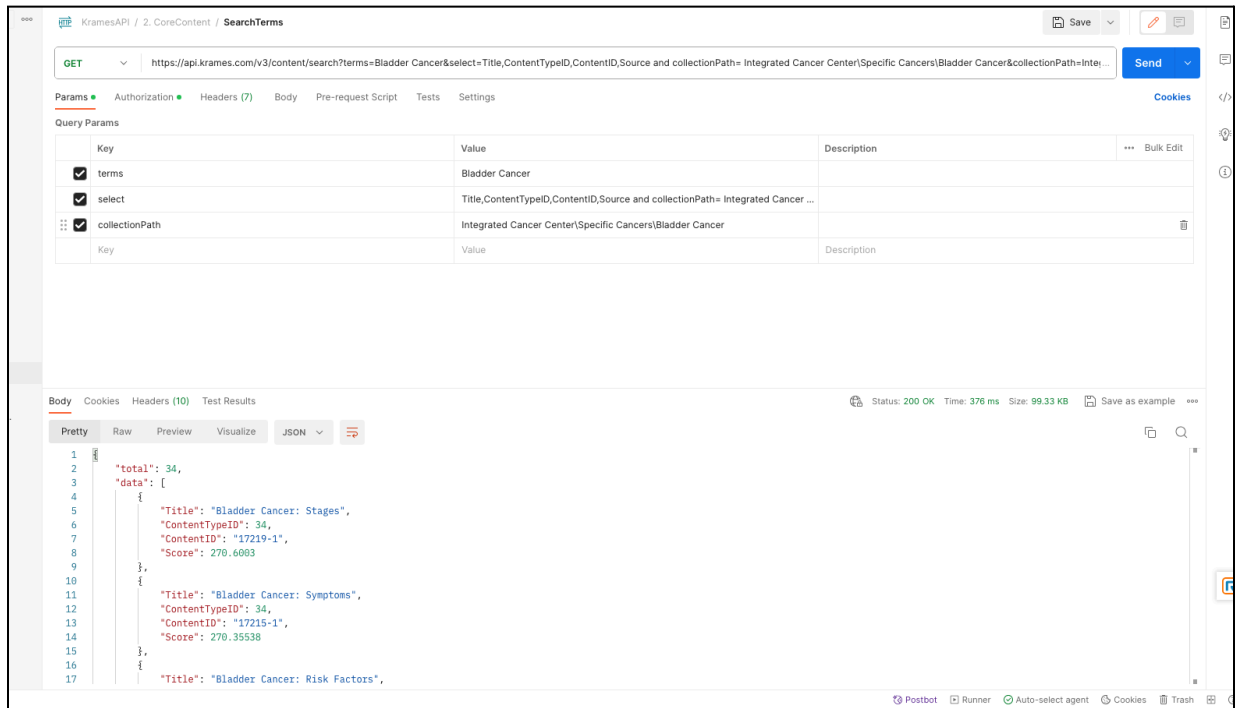 KramesAPI / 2. CoreContent / SearchTerms
Save
GET
https://api.krames.com/v3/content/search?terms=Bladder Cancer&select=Title,ContentTypeID,ContentID,Source and collectionPath= Integrated Cancer Center\Specific Cancers\Bladder Cancer&collectionPath=Integ...
Send
Params Authorization Headers (7) Body Pre-request Script Tests Settings Cookies
Query Params
Key Value Description Bulk Edit
terms Bladder Cancer
select Title,ContentTypeID,ContentID,Source and collectionPath= Integrated Cancer ...
collectionPath Integrated Cancer Center\Specific Cancers\Bladder Cancer
Key Value Description
Body Cookies Headers (10) Test Results Status: 200 OK Time: 376 ms Size: 99.33 KB Save as example
Pretty Raw Preview Visualize JSON
1 {
2 "total": 34,
3 "data": [
4 {
5 "Title": "Bladder Cancer: Stages",
6 "ContentTypeID": 34,
7 "ContentID": "17219-1",
8 "Score": 270.6003
9 },
10 {
11 "Title": "Bladder Cancer: Symptoms",
12 "ContentTypeID": 34,
13 "ContentID": "17215-1",
14 "Score": 270.35538
15 },
16 {
17 "Title": "Bladder Cancer: Risk Factors",
Postbot Runner Auto-select agent Cookies Trash